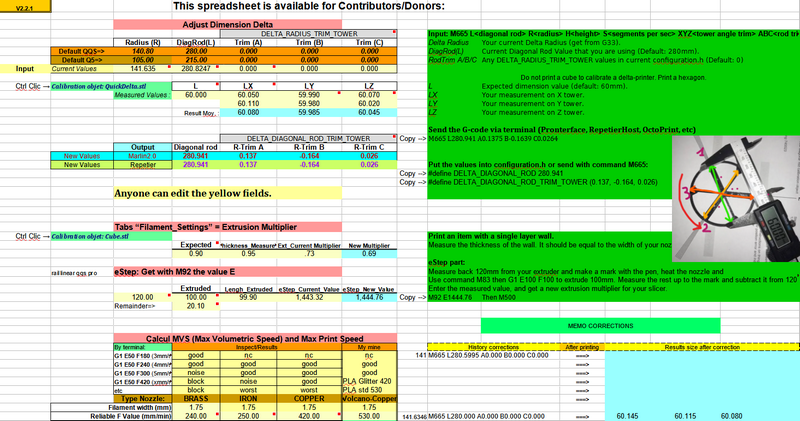 V2.2.1
This spreadsheet is available for Contributors/Donors:
Adjust Dimension Delta
DELTA_RADIUS_TRIM_TOWER
Radius (R) DiagRod(L) Trim (A) Trim (B) Trim (C)
Default QQS=> 140.80 280.00 0.000 0.000 0.000
Default Q5=> 105.00 215.00 0.000 0.000 0.000
Input Current Values 141.635 280.8247 0.000 0.000 0.000
Input: M665 L<diagonal rod> R<radius> H<height> S<segments per sec> XYZ<tower angle trim> ABC<rod tri
Delta Radius Your current Delta Radius (get from G33).
DiagRod(L) Current Diagonal Rod Value that you are using (Default: 280mm).
RodTrim A/B/C Any DELTA_RADIUS_TRIM_TOWER values in current configuration.h (Default: 0)
Do not print a cube to calibrate a delta-printer. Print a hexagon.
Ctrl Clic → Calibration objet: QuickDelta.stl L LX LY LZ
Measured Values : 60.000 60.050 59.990 60.070
60.110 59.980 60.020
Result Moy. : 60.080 59.985 60.045
L Expected dimension value (default: 60mm).
LX Your measurement on X tower.
LY Your measurement on Y tower.
LZ Your measurement on Z tower.
DELTA_DIAGONAL_ROD_TRIM_TOWER
Output Diagonal rod R-Trim A R-Trim B R-Trim C
New Values Marlin2.0 280.941 0.137 -0.164 0.026
New Values Repetier 280.941 0.137 -0.164 0.026
Send the G-code via terminal (Pronterface, RepetierHost, OctoPrint, etc)
Copy --> M665 L280.941 A0.1375 B-0.1639 C0.0264
Put the values into configuration.h or send with command M665:
Copy --> #define DELTA_DIAGONAL_ROD 280.941
Copy --> #define DELTA_DIAGONAL_ROD_TRIM_TOWER {0.137, -0.164, 0.026}
Anyone can edit the yellow fields.
Tabs "Filament_Settings" = Extrusion Multiplier
Ctrl Clic → Calibration objet: Cube.stl
Expected Thickness_Measure Ext_Current Multiplier New Multiplier
0.90 0.95 .73 0.69
Print an item with a single layer wall.
Measure the thickness of the wall. It should be equal to the width of your noz
rail linear qqs pro eStep: Get with M92 the value E
Extruded Length_Extruded eStep_Current_Value eStep_New_Value
120.00 100.00 99.90 1,443.32 1,444.76
Remainder=> 20.10
eStep part:
Measure back 120mm from your extruder and make a mark with the pen, heat the nozzle and
Use command M83 then G1 E100 F100 to extrude 100mm. Measure the rest up to the mark and subtract it from 120
Enter the measured value, and get a new extrusion multiplier for your slicer.
Copy --> M92 E1444.76 Then M500
MEMO CORRECTIONS
Calcul MVS (Max Volumetric Speed) and Max Print Speed
By terminal: Inspect/Results My mine
G1 E50 F180 (3mm/ good n;c good n;c
G1 E50 F240 (4mm/ good good good good
G1 E50 F300 (5mm/ noise good good good
G1 E50 F420 (xmm/ block noise good PLA Glitter 420
etc block worst worst PLA std 530
Type Nozzle: BRASS IRON COPPER Volcano-Copper
Filament width (mm) 1.75 1.75 1.75 1.75
Reliable F Value (mm/min) 240.00 250.00 420.00 530.00
History corrections After printing Results size after correction
141 M665 L280.5995 A0.000 B0.000 C0.000 ==>
==>
==>
==>
==>
141.6346 M665 L280.000 A0.000 B0.000 C0.000 ==> 60.145 60.115 60.080